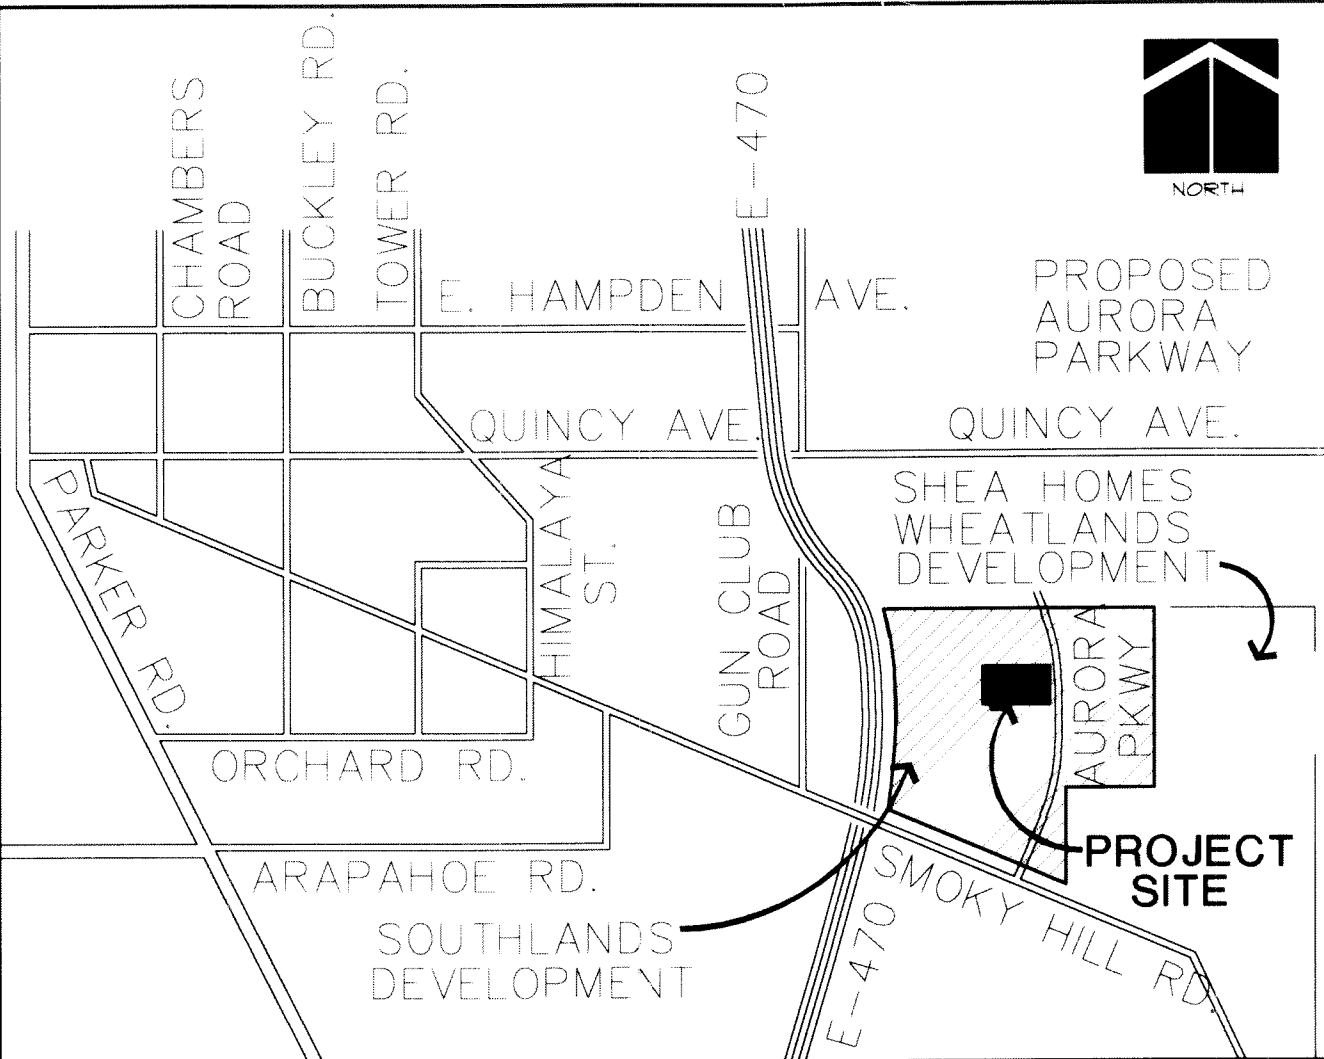 CHAMBERS
ROAD
BUCKLEY RD.
TOWER RD.
E-470
NORTH
E. HAMPDEN AVE.
PROPOSED
AURORA
PARKWAY
QUINCY AVE.
QUINCY AVE.
PARKER RD.
HIMALAYA
ST.
GUN CLUB
ROAD
SHEA HOMES
WHEATLANDS
DEVELOPMENT
AURORA
PKWY
ORCHARD RD.
ARAPAHOE RD.
PROJECT
SITE
SMOKY HILL RD.
SOUTHLANDS
DEVELOPMENT
E-470